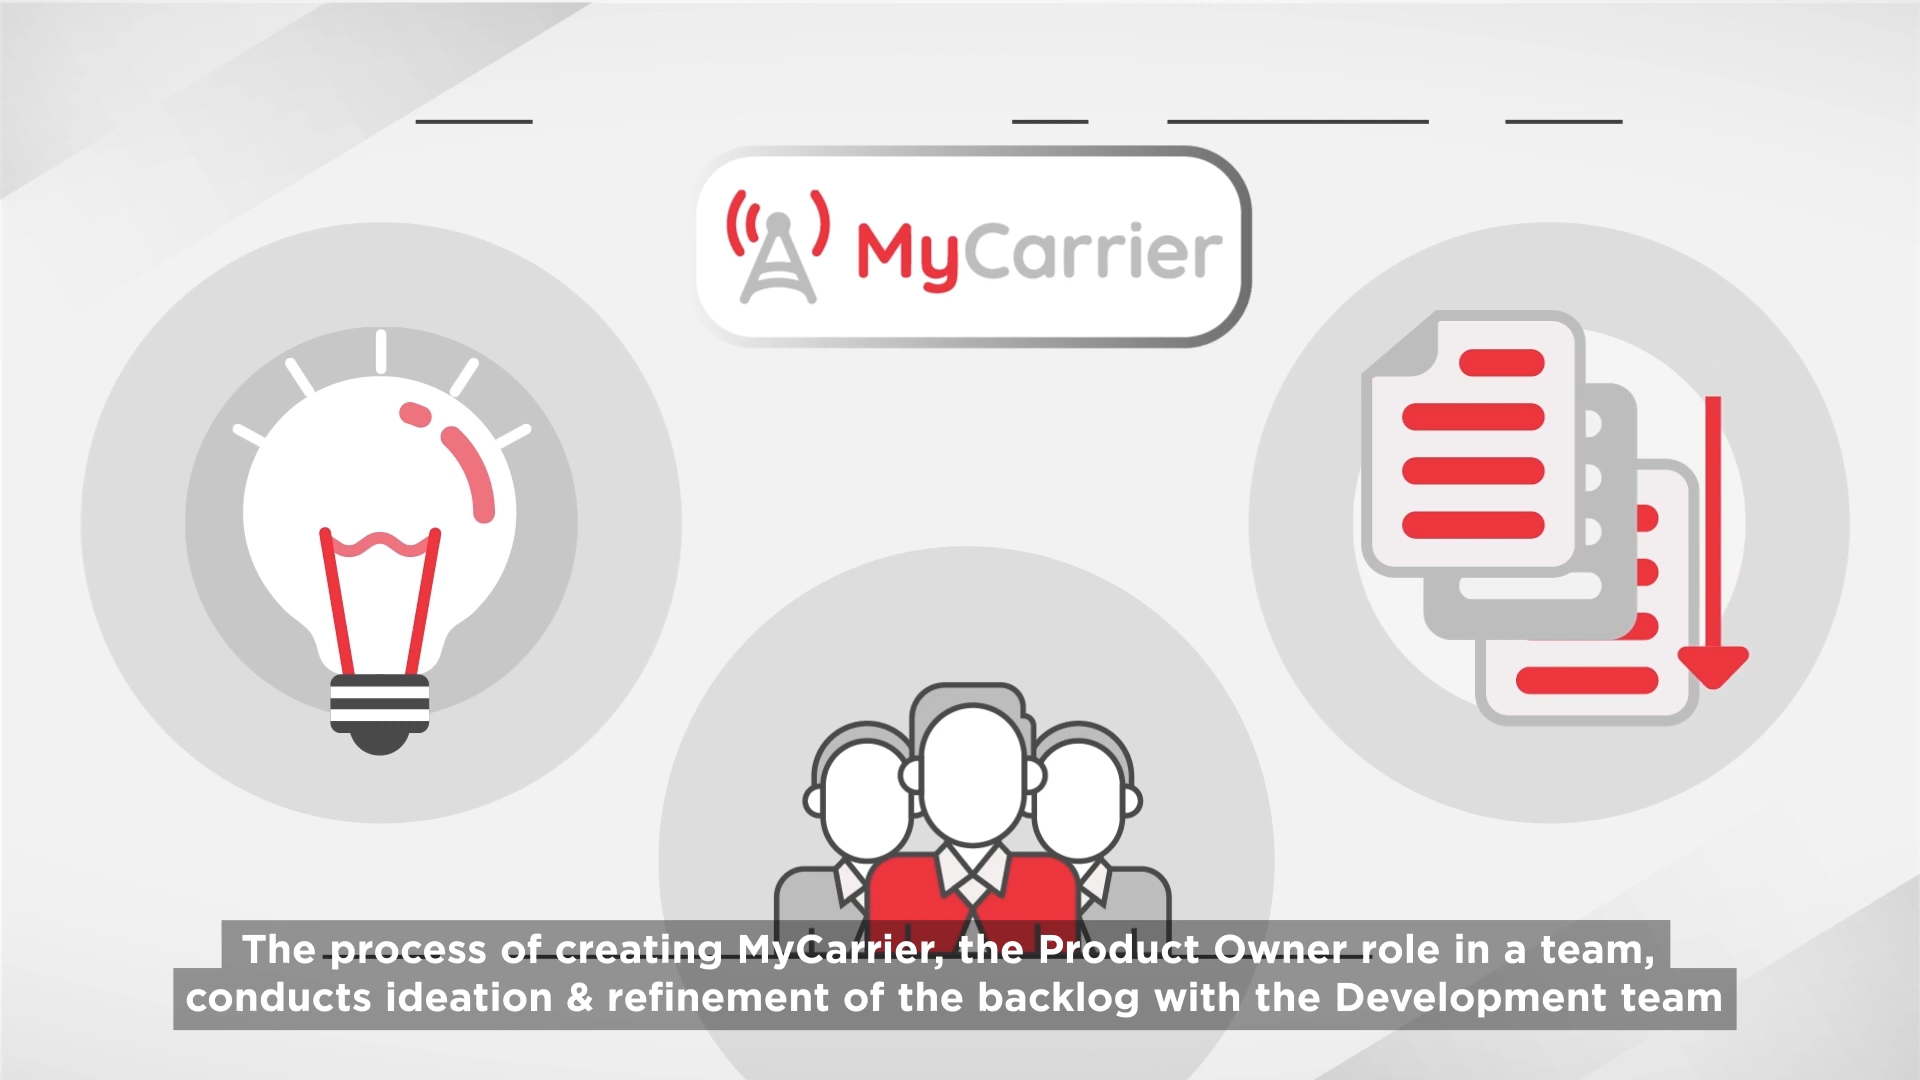 MyCarrier
The process of creating MyCarrier, the Product Owner role in a team,
conducts ideation & refinement of the backlog with the Development team